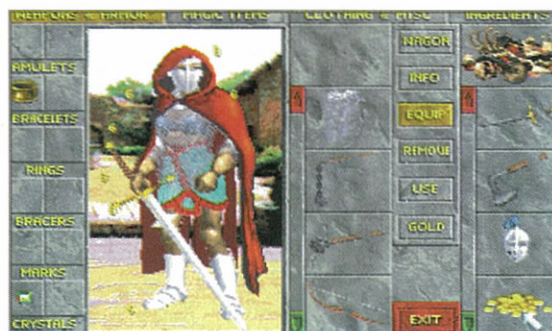 WEAPONS & ARMOR
MAGIC ITEMS
CLOTHING & MISC
INGREDIENTS
AMULETS
BRACELETS
RINGS
BRACERS
MARKS
CRYSTALS
WAGON
INFO
EQUIP
REMOVE
USE
GOLD
EXIT